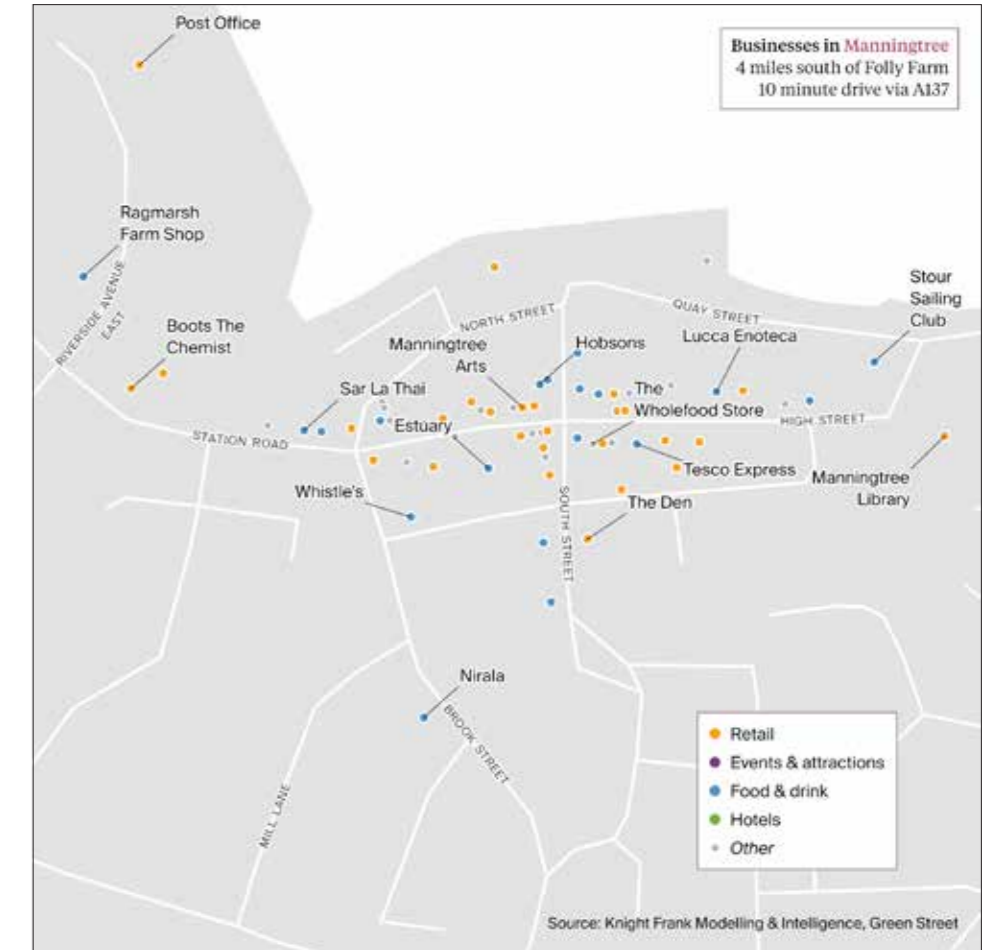 Post Office
Businesses in Manningtree
4 miles south of Folly Farm
10 minute drive via A137
Ragmarsh
Farm Shop
RIVERSIDE AVENUE
EAST
Boots The
Chemist
Stour
Sailing
Club
NORTH STREET
QUAY STREET
Manningtree
Arts
Hobsons
Lucca Enoteca
Sar La Thai
The
Wholefood Store
Estuary
STATION ROAD
HIGH STREET
Tesco Express
Manningtree
Library
Whistle's
The Den
SOUTH STREET
Nirala
BROOK STREET
MILL LANE
Retail
Events & attractions
Food & drink
Hotels
Other
Source: Knight Frank Modelling & Intelligence, Green Street